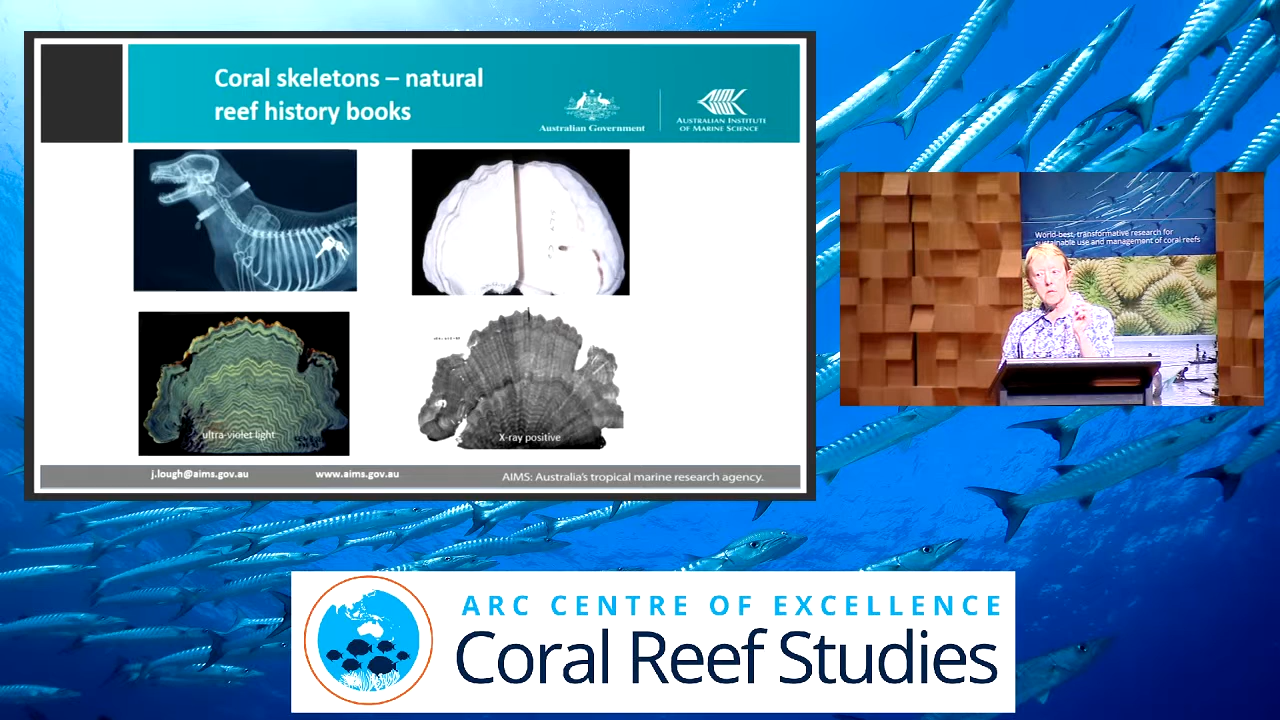 Coral skeletons – natural
reef history books
Australian Government
AUSTRALIAN INSTITUTE
OF MARINE SCIENCE
ultra-violet light
X-ray positive
j.lough@aims.gov.au
www.aims.gov.au
AIMS: Australia's tropical marine research agency.
World-best, transformative research for
sustainable use and management of coral reefs
ARC CENTRE OF EXCELLENCE
Coral Reef Studies